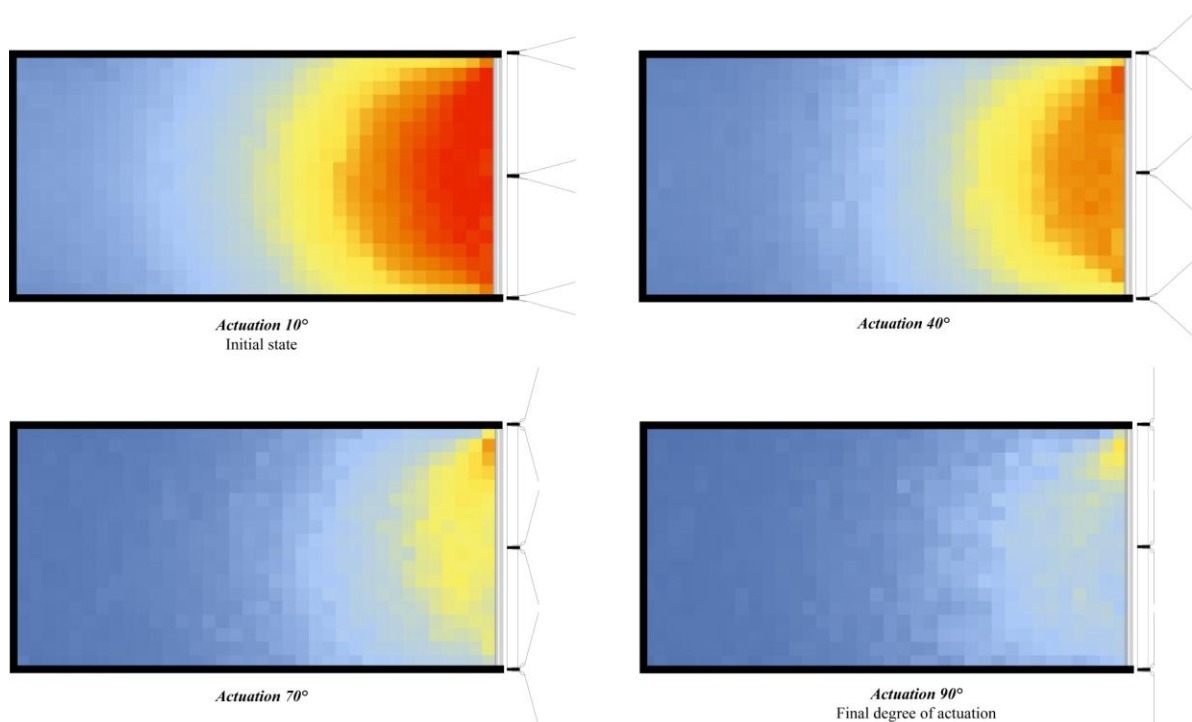 Actuation 10°
Initial state
Actuation 40°
Actuation 70°
Actuation 90°
Final degree of actuation